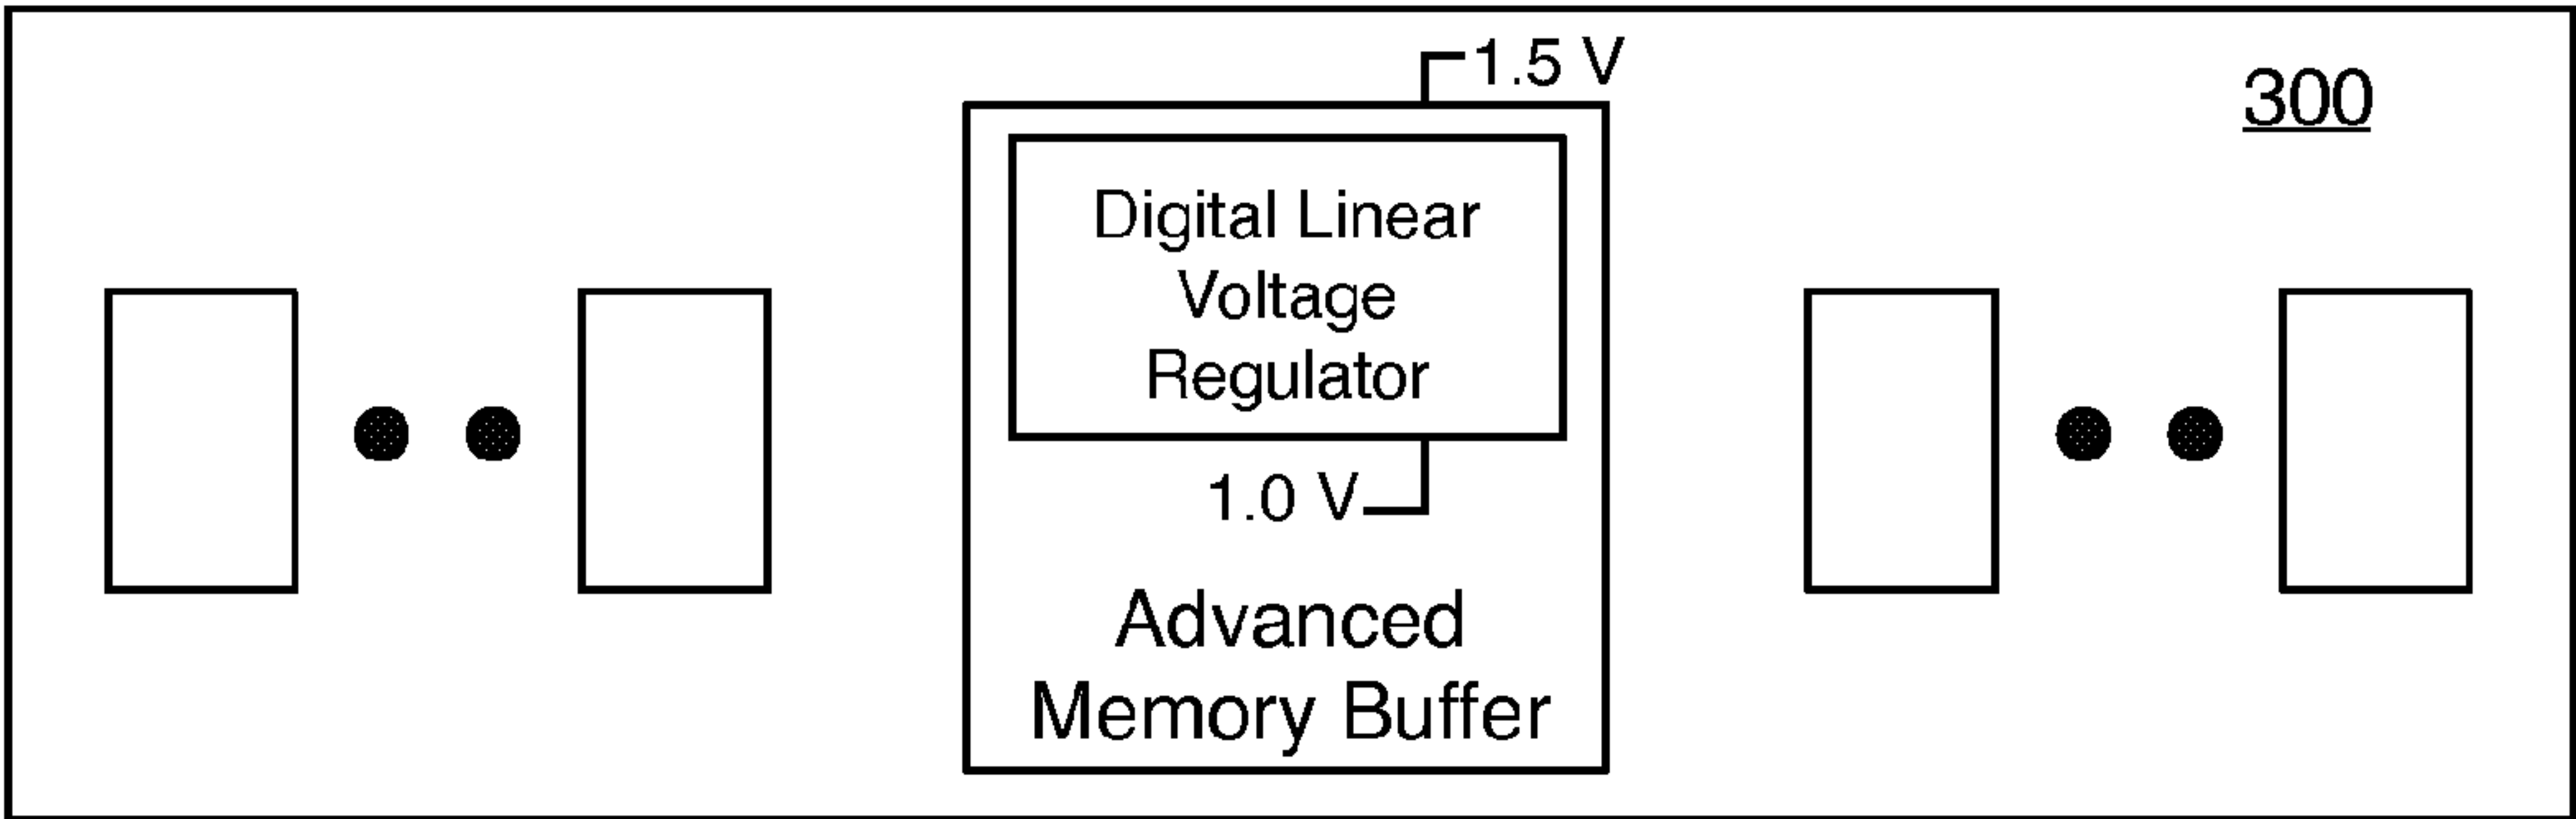 1.5 V
300
Digital Linear
Voltage
Regulator
1.0 V
Advanced
Memory Buffer